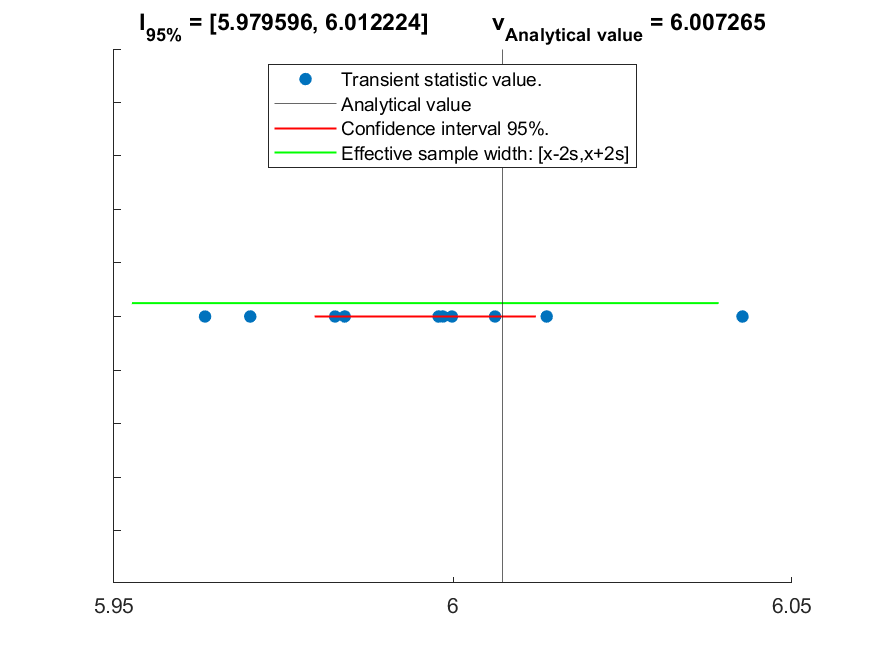 I95% = [5.979596, 6.012224] vAnalytical value = 6.007265
Transient statistic value.
Analytical value
Confidence interval 95%.
Effective sample width: [x-2s,x+2s]
5.95 6 6.05